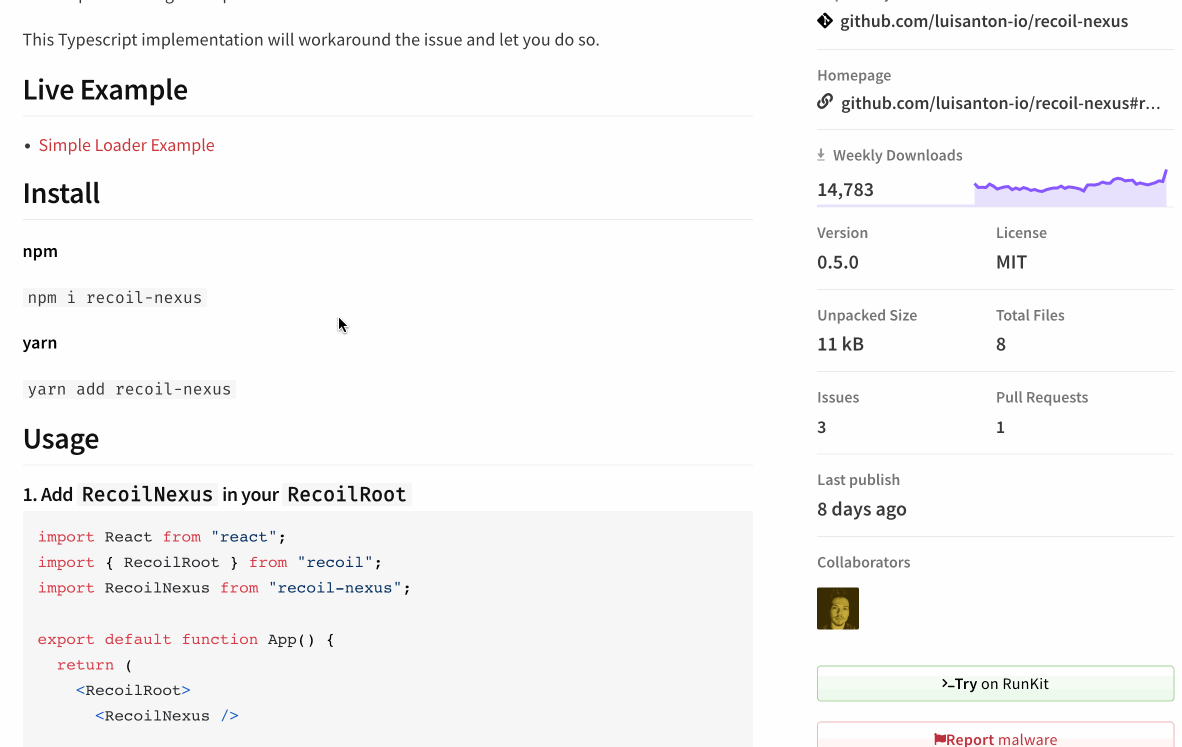 This Typescript implementation will workaround the issue and let you do so.
Live Example
• Simple Loader Example
Install
npm
npm i recoil-nexus
yarn
yarn add recoil-nexus
Usage
1. Add RecoilNexus in your RecoilRoot
import React from "react";
import { RecoilRoot } from "recoil";
import RecoilNexus from "recoil-nexus";
export default function App() {
return (
<RecoilRoot>
<RecoilNexus />
github.com/luisanton-io/recoil-nexus
Homepage
github.com/luisanton-io/recoil-nexus#r...
Weekly Downloads
14,783
Version
License
0.5.0
MIT
Unpacked Size
Total Files
11 kB
8
Issues
Pull Requests
3
1
Last publish
8 days ago
Collaborators
Try on RunKit
Report malware